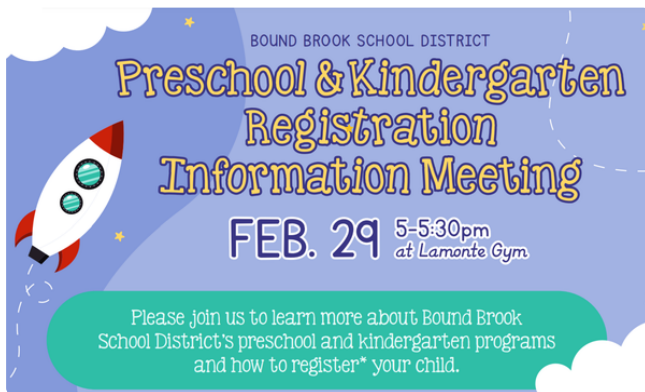 BOUND BROOK SCHOOL DISTRICT
Preschool & Kindergarten
Registration
Information Meeting
FEB. 29 5-5:30pm
at Lamonte Gym
Please join us to learn more about Bound Brook
School District's preschool and kindergarten programs
and how to register* your child.